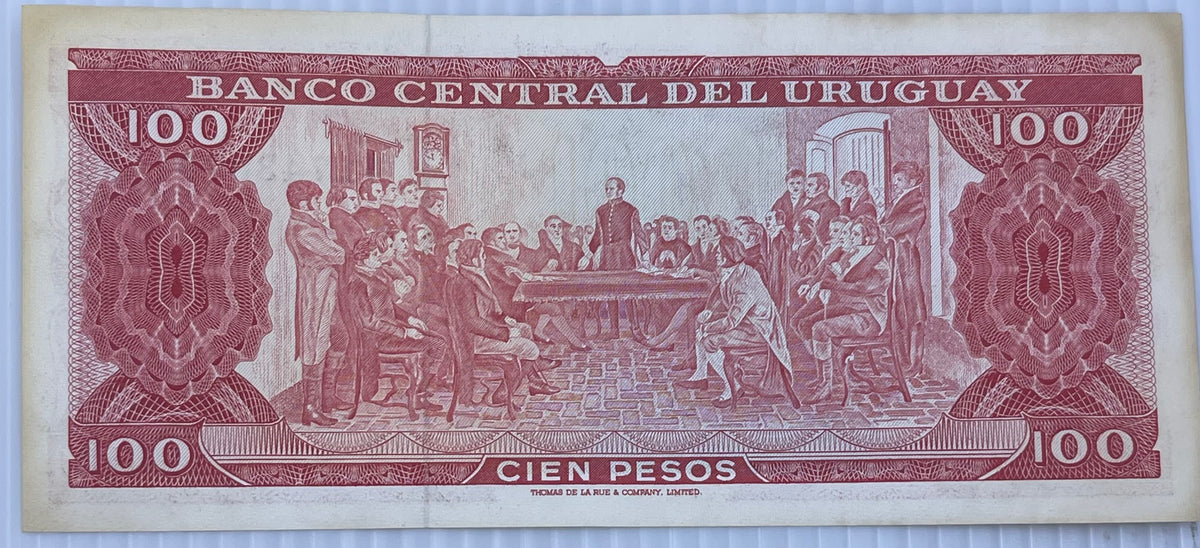 BANCO CENTRAL DEL URUGUAY
100 100
100 100
CIEN PESOS
THOMAS DE LA RUE & COMPANY, LIMITED.